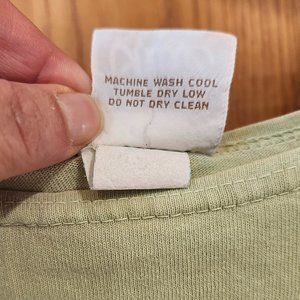 MACHINE WASH COOL
TUMBLE DRY LOW
DO NOT DRY CLEAN